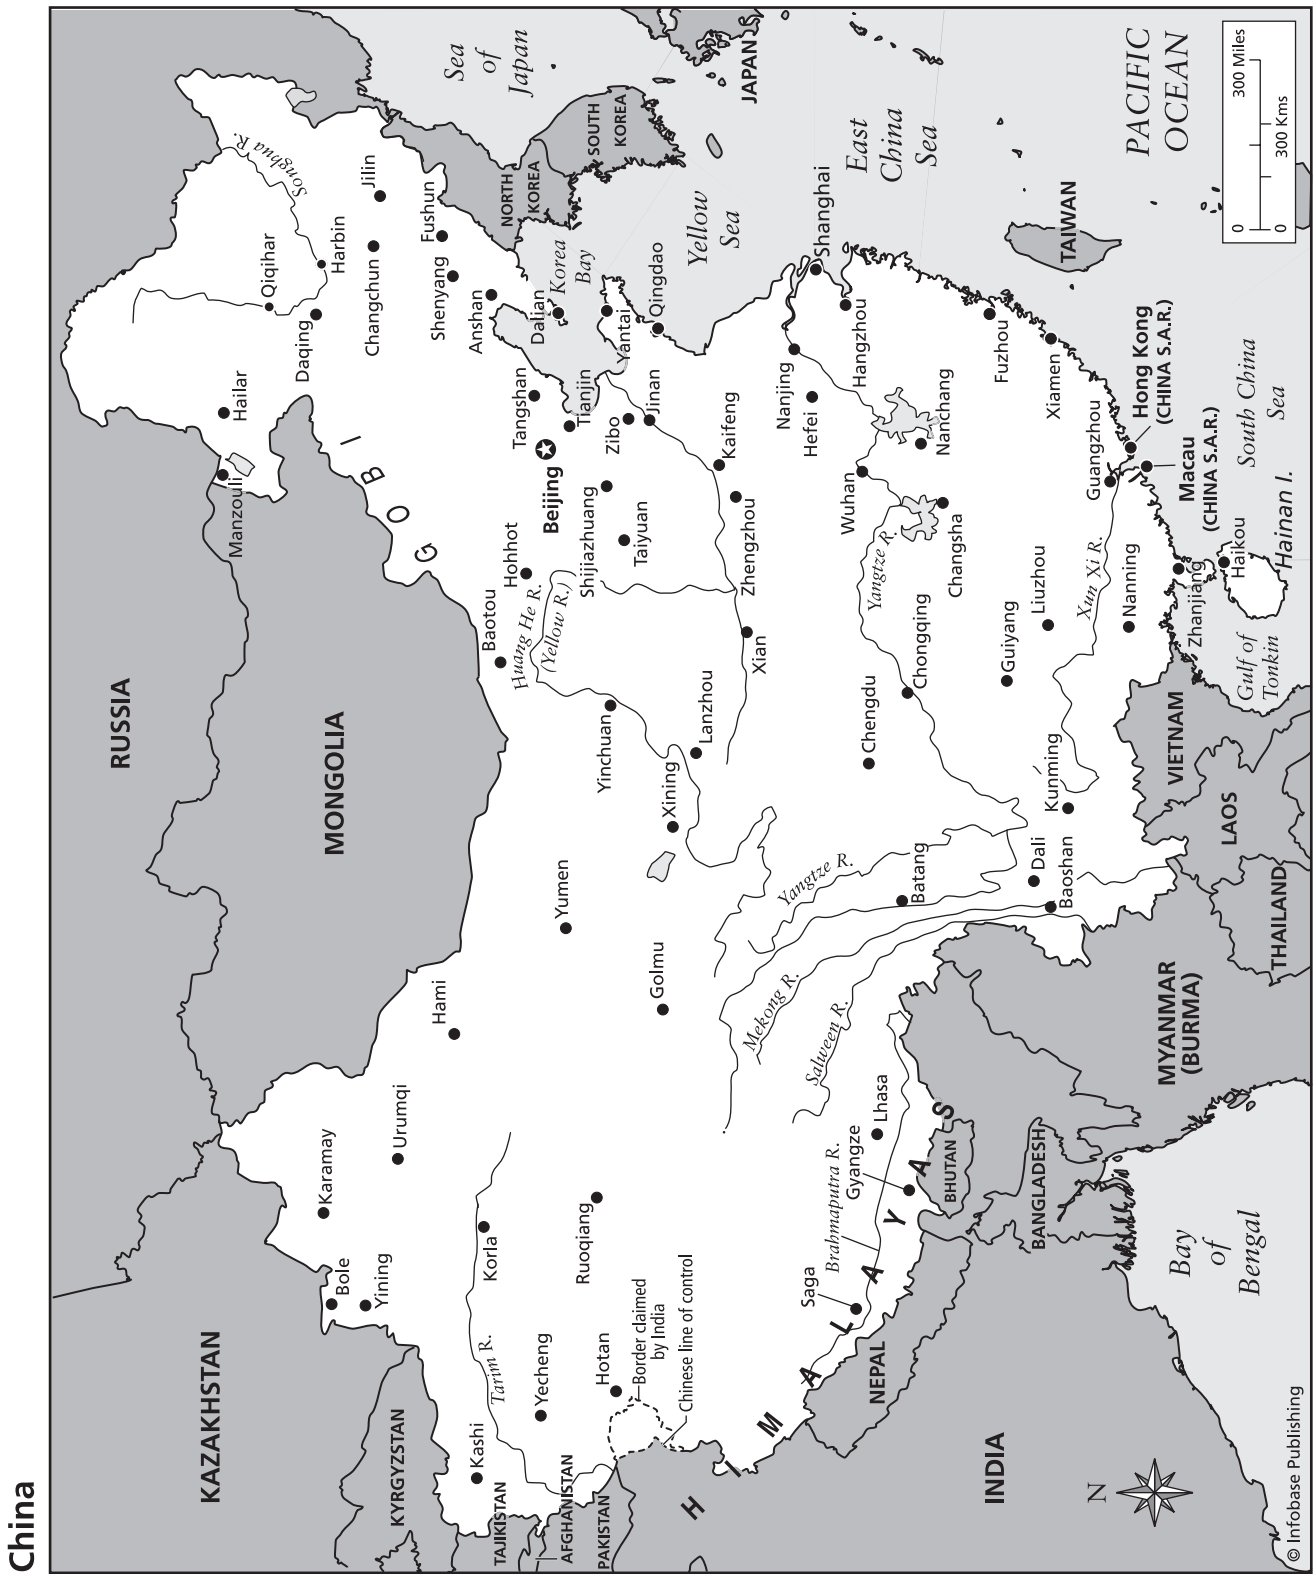 China
RUSSIA
KAZAKHSTAN
MONGOLIA
KYRGYZSTAN
TAJIKISTAN
AFGHANISTAN
PAKISTAN
INDIA
NEPAL
BHUTAN
BANGLADESH
MYANMAR
(BURMA)
THAILAND
LAOS
VIETNAM
NORTH
KOREA
SOUTH
KOREA
JAPAN
TAIWAN
Sea
of
Japan
Korea
Bay
Yellow
Sea
East
China
Sea
PACIFIC
OCEAN
South China
Sea
Gulf of
Tonkin
Hainan I.
Bay
of
Bengal
GOBI
HIMALAYAS
Songhua R.
Huang He R.
(Yellow R.)
Yangtze R.
Yangtze R.
Xun Xi R.
Mekong R.
Salween R.
Brahmaputra R.
Tarim R.
Manzouli
Hailar
Qiqihar
Daqing
Harbin
Jilin
Changchun
Fushun
Shenyang
Anshan
Dalian
Tangshan
Beijing
Tianjin
Yantai
Qingdao
Zibo
Jinan
Shijiazhuang
Taiyuan
Hohhot
Baotou
Yinchuan
Kaifeng
Zhengzhou
Xian
Lanzhou
Xining
Yumen
Golmu
Hami
Urumqi
Karamay
Bole
Yining
Korla
Ruoqiang
Kashi
Yecheng
Hotan
Border claimed
by India
Chinese line of control
Saga
Gyangze
Lhasa
Batang
Chengdu
Chongqing
Wuhan
Changsha
Nanchang
Nanjing
Hefei
Shanghai
Hangzhou
Fuzhou
Xiamen
Guangzhou
Hong Kong
(CHINA S.A.R.)
Macau
(CHINA S.A.R.)
Haikou
Zhanjiang
Nanning
Liuzhou
Guiyang
Kunming
Dali
Baoshan
0
300 Miles
0
300 Kms
N
© Infobase Publishing